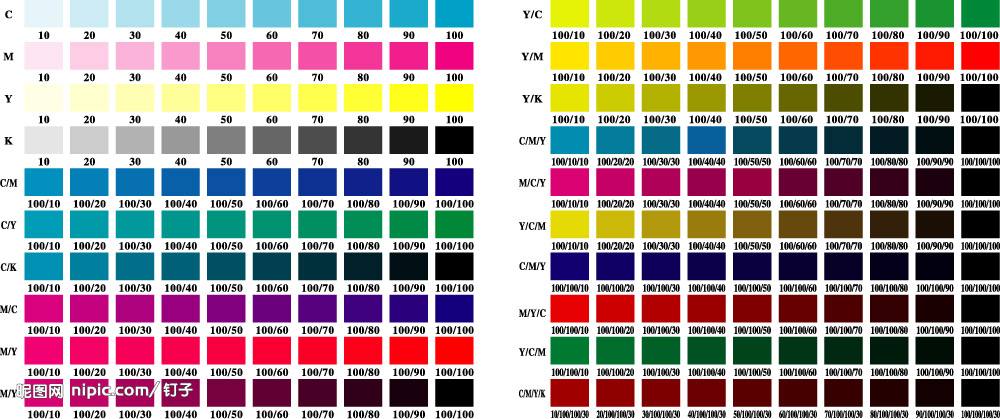 C
10 20 30 40 50 60 70 80 90 100
M
10 20 30 40 50 60 70 80 90 100
Y
10 20 30 40 50 60 70 80 90 100
K
10 20 30 40 50 60 70 80 90 100
C/M
100/10 100/20 100/30 100/40 100/50 100/60 100/70 100/80 100/90 100/100
C/Y
100/10 100/20 100/30 100/40 100/50 100/60 100/70 100/80 100/90 100/100
C/K
100/10 100/20 100/30 100/40 100/50 100/60 100/70 100/80 100/90 100/100
M/C
100/10 100/20 100/30 100/40 100/50 100/60 100/70 100/80 100/90 100/100
M/Y
100/10 100/20 100/30 100/40 100/50 100/60 100/70 100/80 100/90 100/100
昵图网 nipic.com/钉子
100/10 100/20 100/30 100/40 100/50 100/60 100/70 100/80 100/90 100/100
Y/C
100/10 100/20 100/30 100/40 100/50 100/60 100/70 100/80 100/90 100/100
Y/M
100/10 100/20 100/30 100/40 100/50 100/60 100/70 100/80 100/90 100/100
Y/K
100/10 100/20 100/30 100/40 100/50 100/60 100/70 100/80 100/90 100/100
C/M/Y
100/10/10 100/20/20 100/30/30 100/40/40 100/50/50 100/60/60 100/70/70 100/80/80 100/90/90 100/100/100
M/C/Y
100/10/10 100/20/20 100/30/30 100/40/40 100/50/50 100/60/60 100/70/70 100/80/80 100/90/90 100/100/100
Y/C/M
100/10/10 100/20/20 100/30/30 100/40/40 100/50/50 100/60/60 100/70/70 100/80/80 100/90/90 100/100/100
C/M/Y
100/100/10 100/100/20 100/100/30 100/100/40 100/100/50 100/100/60 100/100/70 100/100/80 100/100/90 100/100/100
M/Y/C
100/100/10 100/100/20 100/100/30 100/100/40 100/100/50 100/100/60 100/100/70 100/100/80 100/100/90 100/100/100
Y/C/M
100/100/10 100/100/20 100/100/30 100/100/40 100/100/50 100/100/60 100/100/70 100/100/80 100/100/90 100/100/100
C/M/Y/K
10/100/100/30 20/100/100/30 30/100/100/30 40/100/100/30 50/100/100/30 60/100/100/30 70/100/100/30 80/100/100/30 90/100/100/30 100/100/100/30